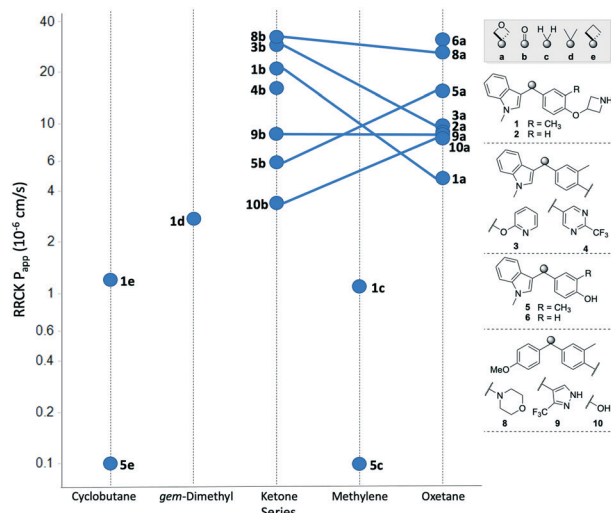 RRCK Papp (10-6 cm/s)
40
20
10
6
4
2
1
0.6
0.4
0.2
0.1
8b
3b
1b
4b
9b
5b
10b
1d
1e
5e
1c
5c
6a
8a
5a
3a
2a
9a
10a
1a
Cyclobutane
gem-Dimethyl
Ketone
Methylene
Oxetane
Series
O
O
H H
a b c d e
R
NH
N
O
1 R = CH3
2 R = H
N
O
N
N
N
CF3
3
4
R
N
OH
5 R = CH3
6 R = H
MeO
N
O
NH
N
F3C
OH
8
9
10